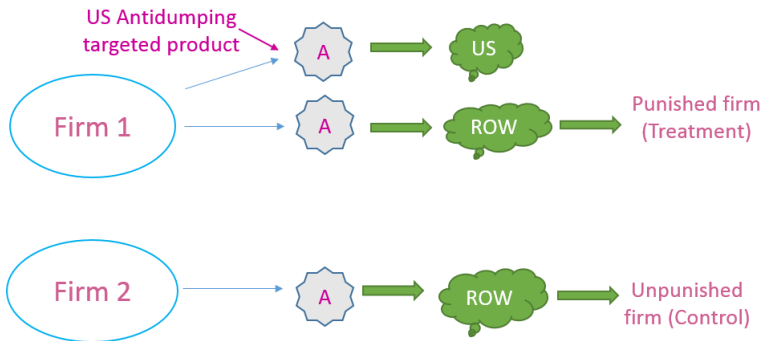 US Antidumping
targeted product
A
US
Firm 1
A
ROW
Punished firm
(Treatment)
Firm 2
A
ROW
Unpunished
firm (Control)